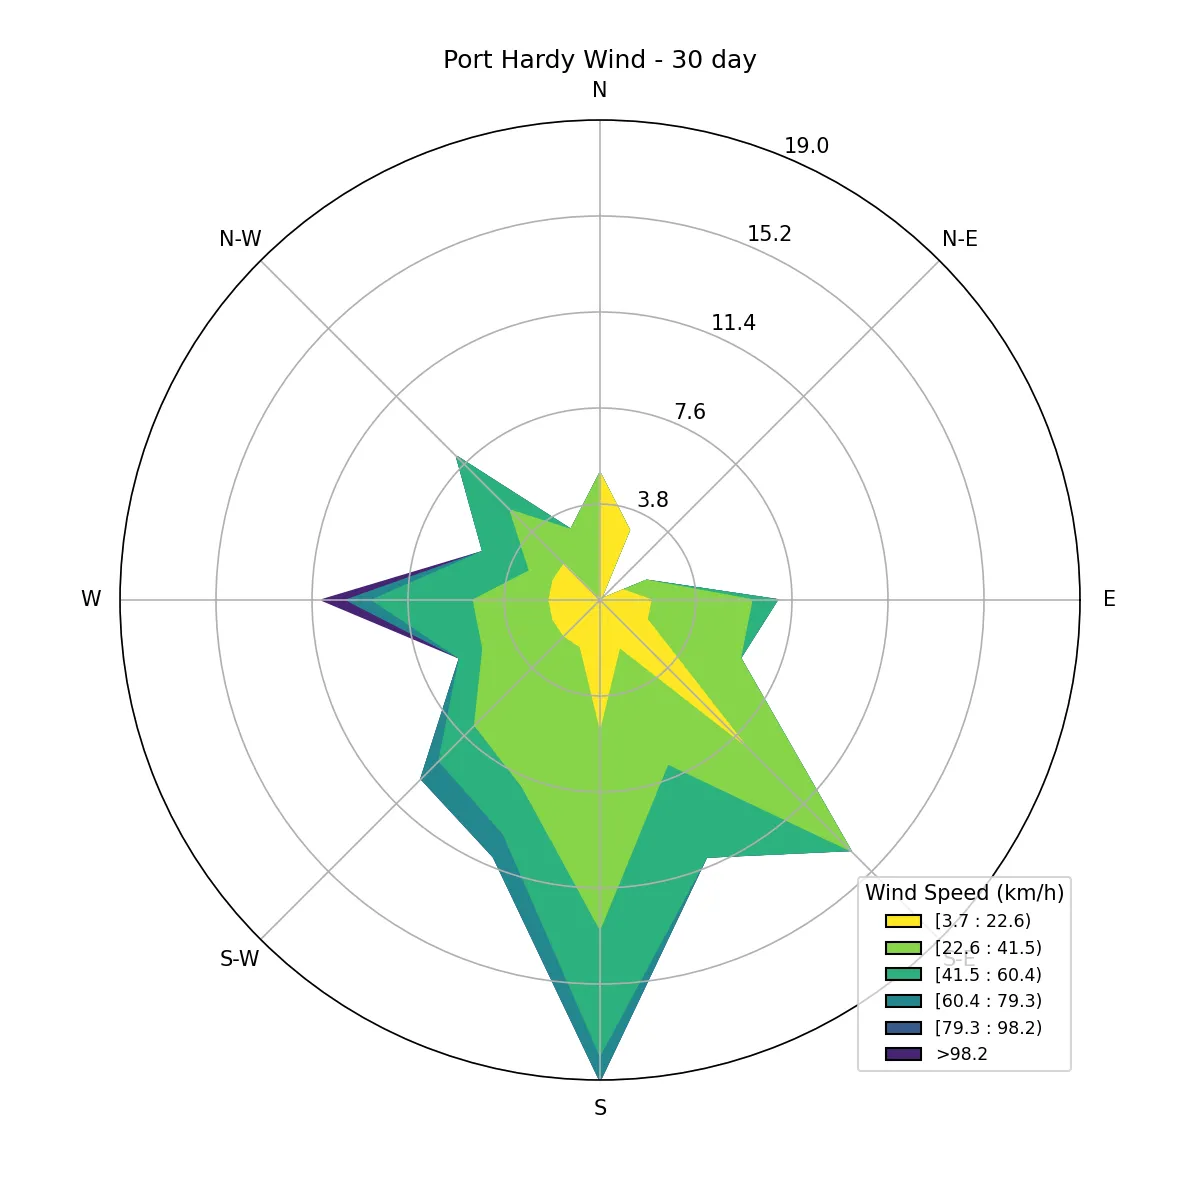 Port Hardy Wind - 30 day
N
19.0
15.2
N-W
N-E
11.4
7.6
3.8
W
E
Wind Speed (km/h)
[3.7 : 22.6)
[22.6 : 41.5)
S-W
S-E
[41.5 : 60.4)
[60.4 : 79.3)
[79.3 : 98.2)
>98.2
S